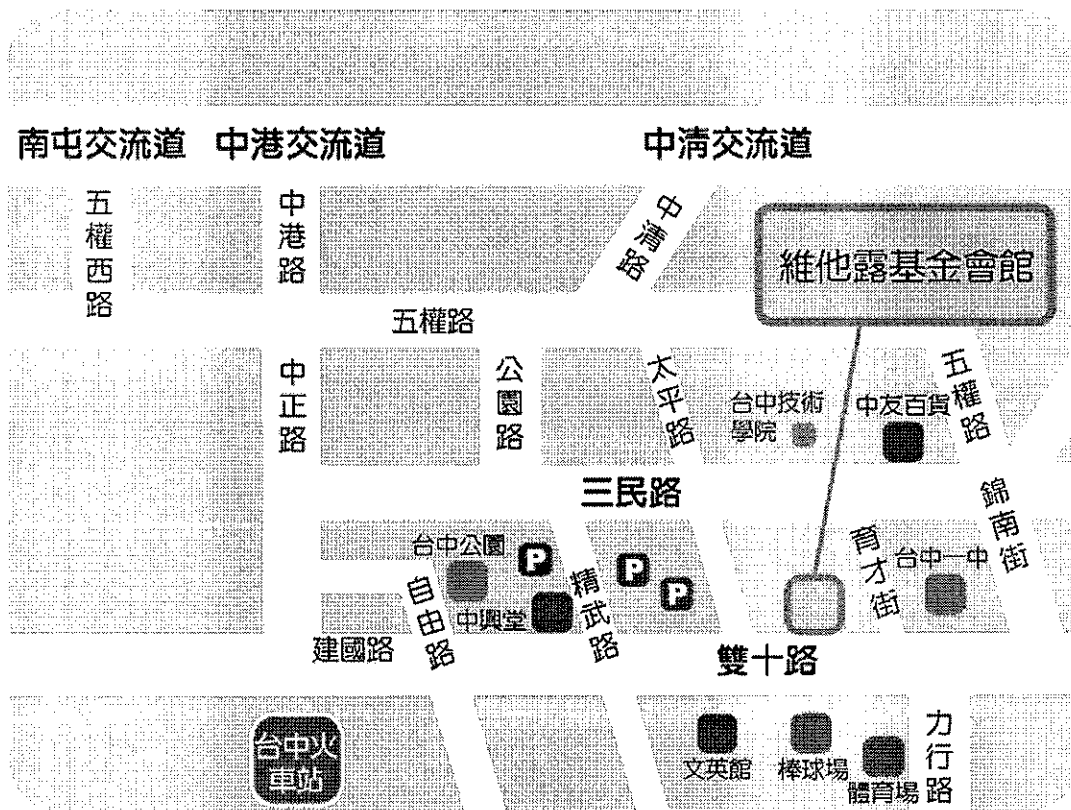 南屯交流道
中港交流道
中清交流道
五權西路
中港路
中清路
維他露基金會館
五權路
中正路
公園路
太平路
台中技術
學院
中友百貨
五權路
三民路
錦南街
台中公園
P
P
P
育才街
台中一中
自由路
中興堂
精武路
建國路
雙十路
台中火
車站
文英館
棒球場
體育場
力行路